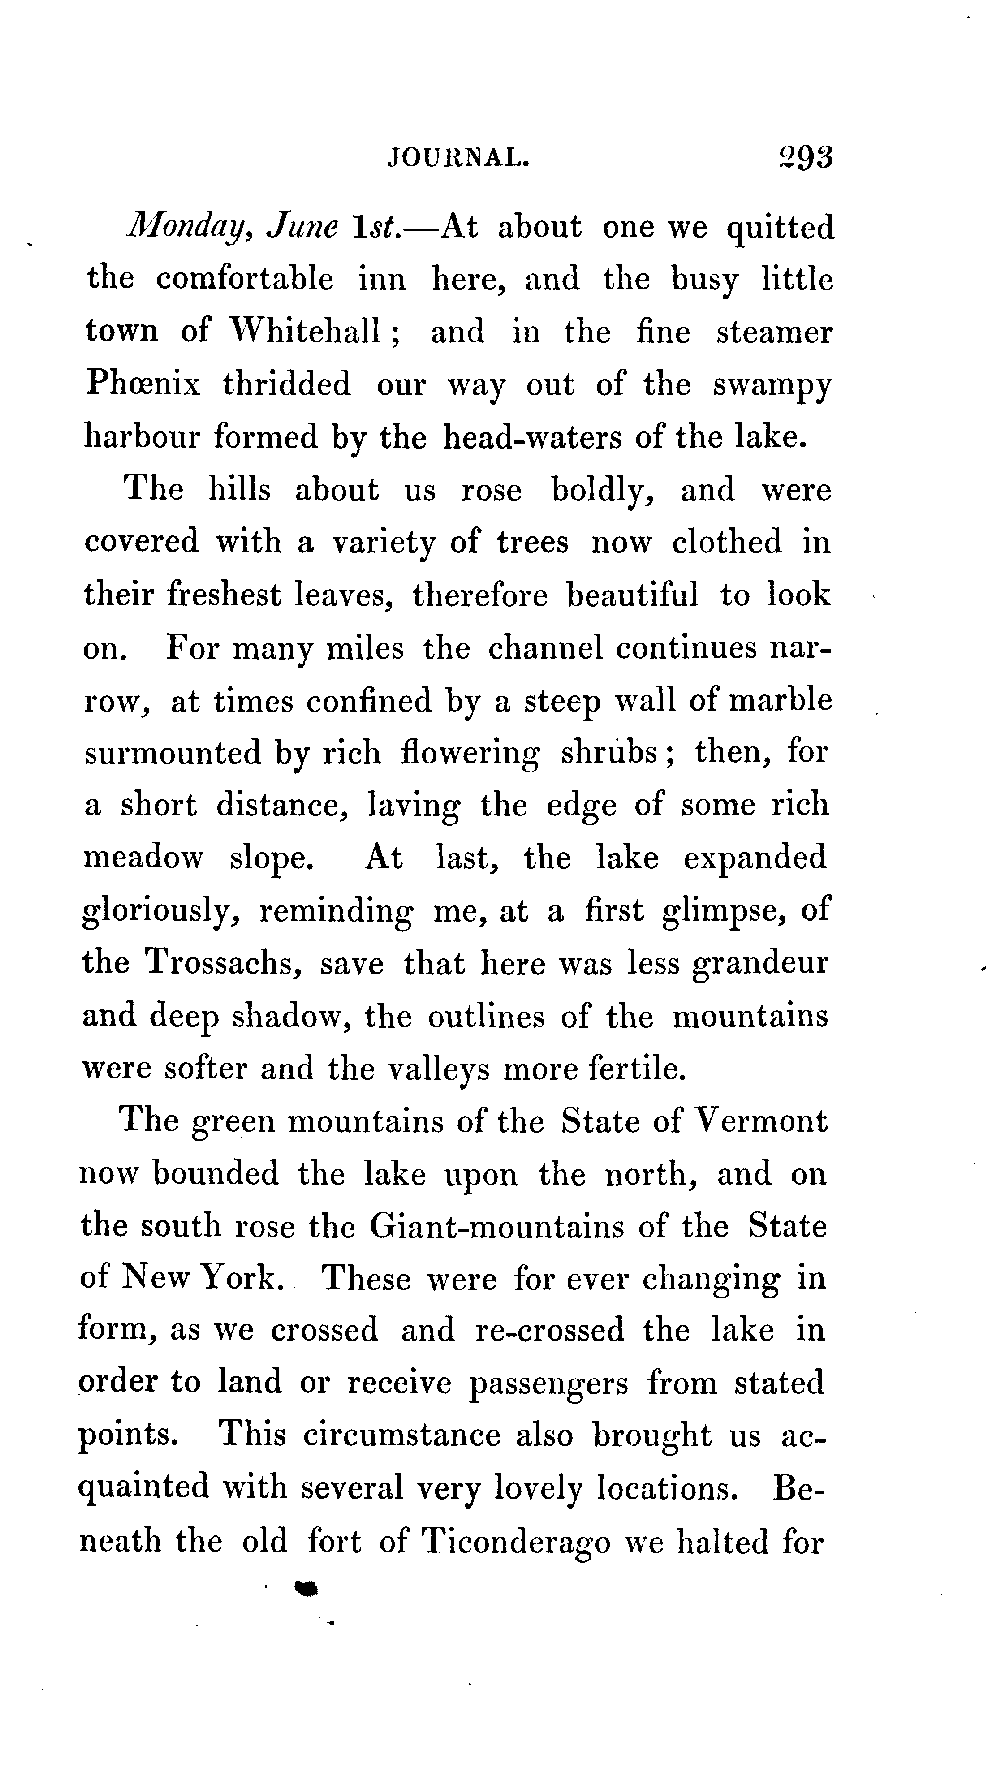 JOURNAL. 293
Monday, June 1st.—At about one we quitted
the comfortable inn here, and the busy little
town of Whitehall ; and in the fine steamer
Phœnix thridded our way out of the swampy
harbour formed by the head-waters of the lake.
The hills about us rose boldly, and were
covered with a variety of trees now clothed in
their freshest leaves, therefore beautiful to look
on. For many miles the channel continues nar-
row, at times confined by a steep wall of marble
surmounted by rich flowering shrubs ; then, for
a short distance, laving the edge of some rich
meadow slope. At last, the lake expanded
gloriously, reminding me, at a first glimpse, of
the Trossachs, save that here was less grandeur
and deep shadow, the outlines of the mountains
were softer and the valleys more fertile.
The green mountains of the State of Vermont
now bounded the lake upon the north, and on
the south rose the Giant-mountains of the State
of New York. These were for ever changing in
form, as we crossed and re-crossed the lake in
order to land or receive passengers from stated
points. This circumstance also brought us ac-
quainted with several very lovely locations. Be-
neath the old fort of Ticonderago we halted for